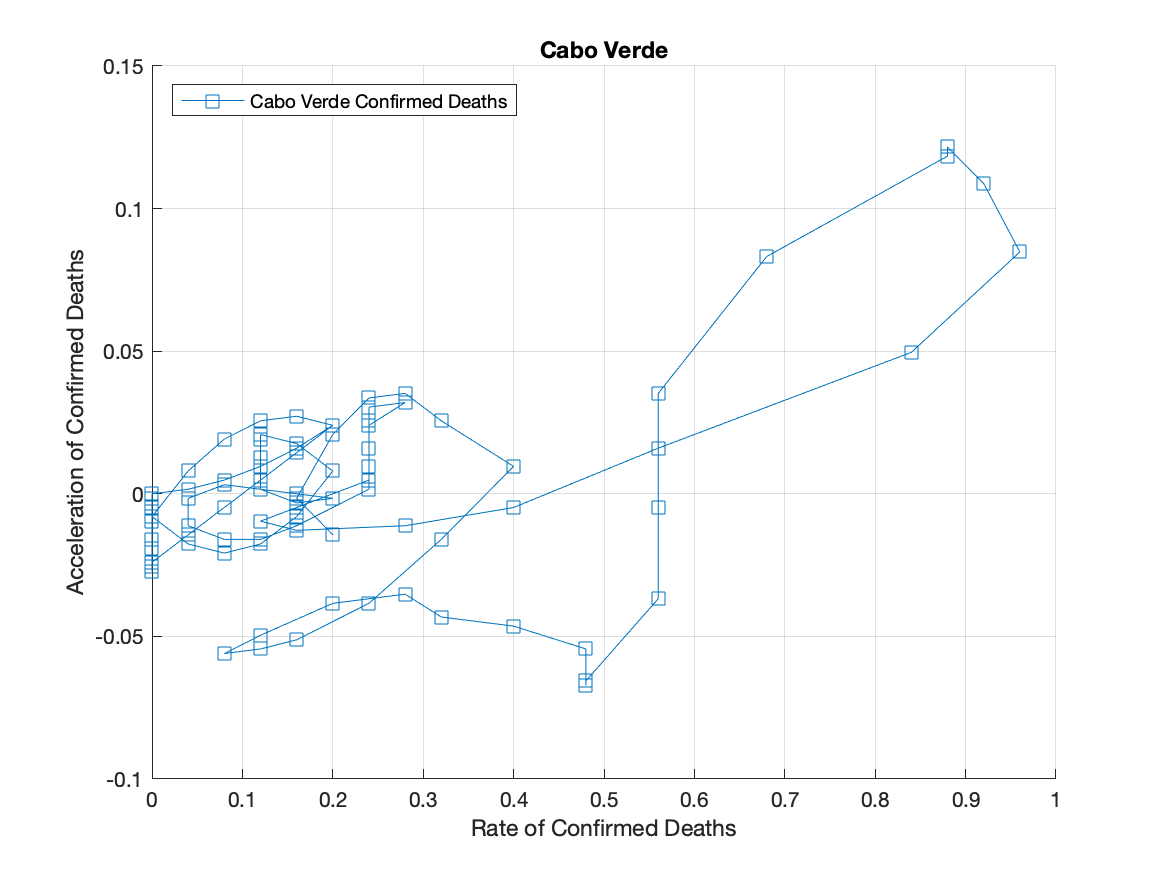 Cabo Verde
Cabo Verde Confirmed Deaths
0.15
0.1
0.05
0
-0.05
-0.1
Acceleration of Confirmed Deaths
0 0.1 0.2 0.3 0.4 0.5 0.6 0.7 0.8 0.9 1
Rate of Confirmed Deaths